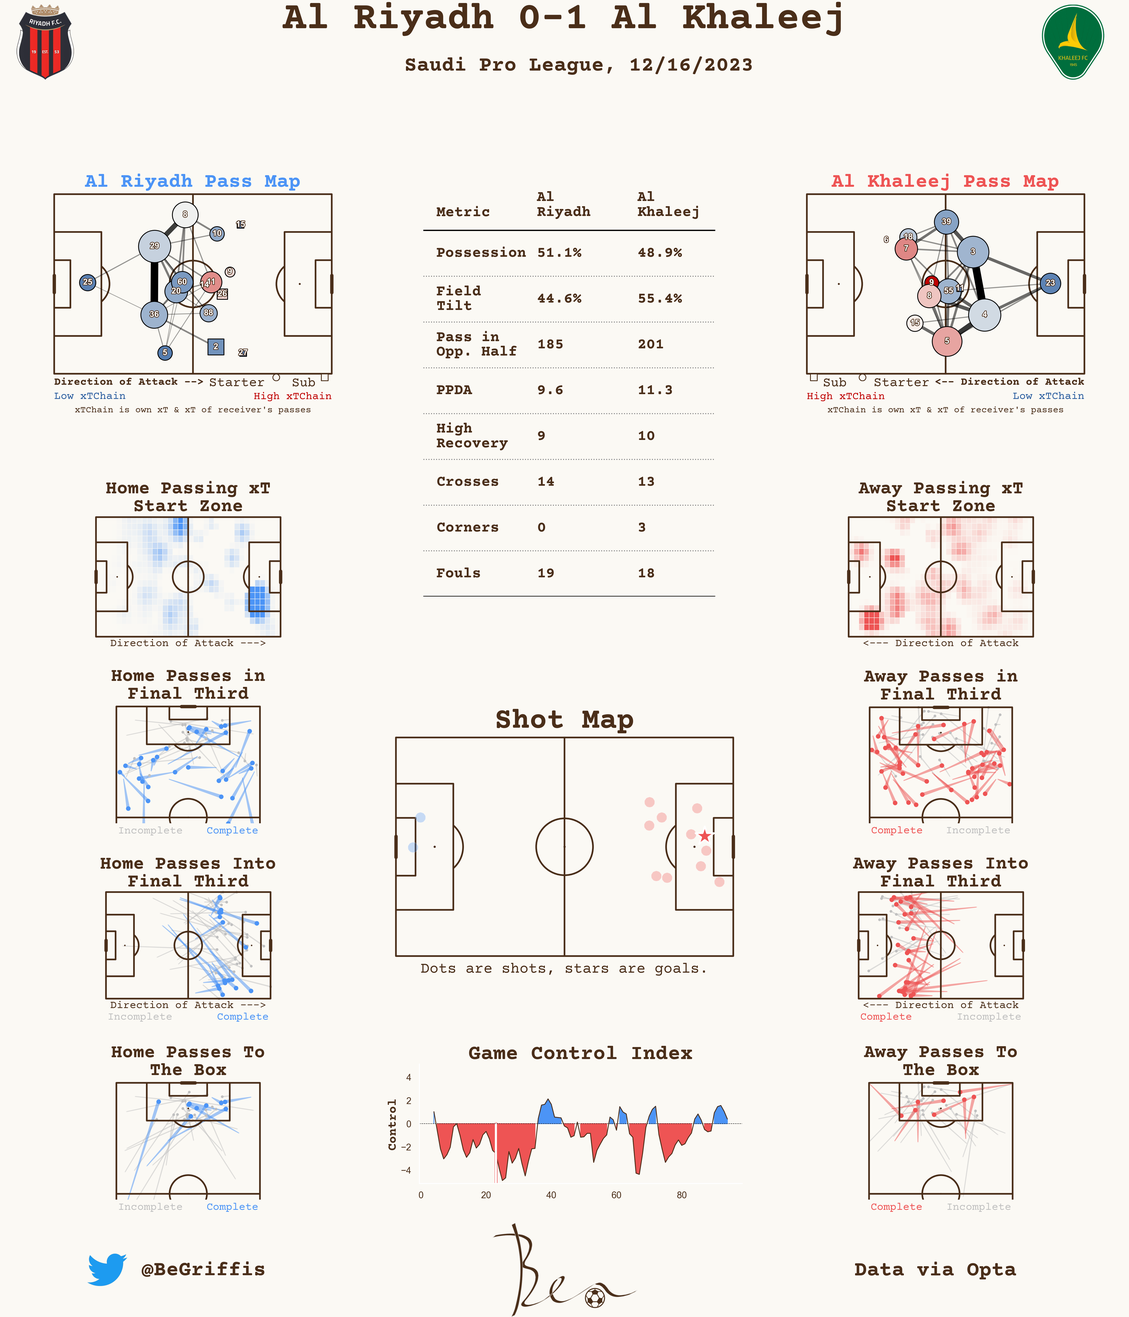 Al Riyadh 0-1 Al Khaleej
Saudi Pro League, 12/16/2023
RIYADH F.C.
KHALEEJ FC
Al Riyadh Pass Map
8
15
10
29
9
25
60
41
20
26
36
88
5
2
27
Direction of Attack --> Starter Sub
Low xTChain High xTChain
xTChain is own xT & xT of receiver's passes
Metric Al Riyadh Al Khaleej
Possession 51.1% 48.9%
Field Tilt 44.6% 55.4%
Pass in Opp. Half 185 201
PPDA 9.6 11.3
High Recovery 9 10
Crosses 14 13
Corners 0 3
Fouls 19 18
Al Khaleej Pass Map
39
6
18
7
3
9
55
8
23
15
4
5
Sub Starter <-- Direction of Attack
High xTChain Low xTChain
xTChain is own xT & xT of receiver's passes
Home Passing xT
Start Zone
Direction of Attack --->
Away Passing xT
Start Zone
<--- Direction of Attack
Home Passes in
Final Third
Incomplete Complete
Away Passes in
Final Third
Complete Incomplete
Shot Map
Dots are shots, stars are goals.
Home Passes Into
Final Third
Direction of Attack --->
Incomplete Complete
Away Passes Into
Final Third
<--- Direction of Attack
Complete Incomplete
Home Passes To
The Box
Incomplete Complete
Game Control Index
Control
4
2
0
−2
−4
0 20 40 60 80
Away Passes To
The Box
Complete Incomplete
@BeGriffis
Bea
Data via Opta